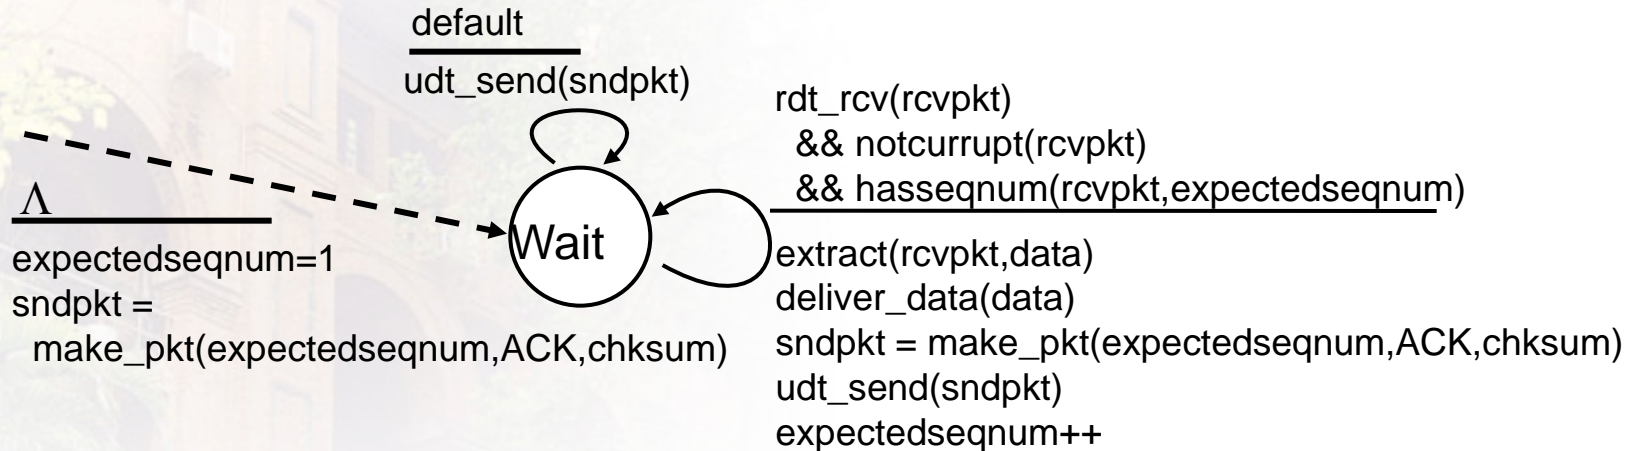 default
udt_send(sndpkt)
Λ
expectedseqnum=1
sndpkt =
make_pkt(expectedseqnum,ACK,chksum)
Wait
rdt_rcv(rcvpkt)
&& notcurrupt(rcvpkt)
&& hasseqnum(rcvpkt,expectedseqnum)
extract(rcvpkt,data)
deliver_data(data)
sndpkt = make_pkt(expectedseqnum,ACK,chksum)
udt_send(sndpkt)
expectedseqnum++